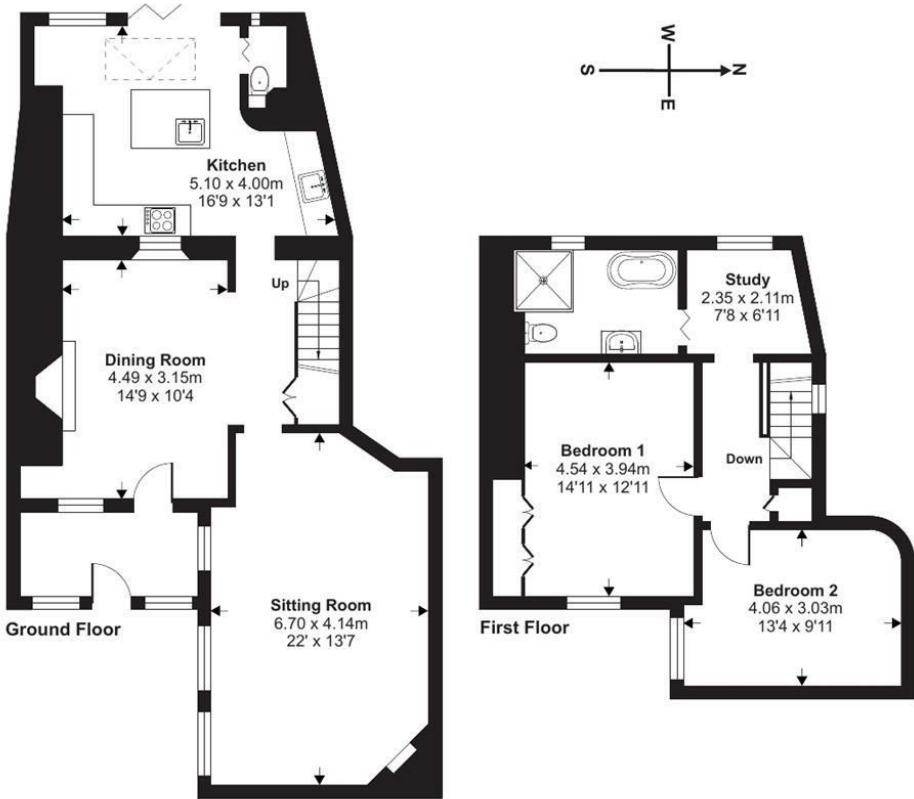 W
S
N
E
Kitchen
5.10 x 4.00m
16'9 x 13'1
Up
Dining Room
4.49 x 3.15m
14'9 x 10'4
Sitting Room
6.70 x 4.14m
22' x 13'7
Ground Floor
Study
2.35 x 2.11m
7'8 x 6'11
Bedroom 1
4.54 x 3.94m
14'11 x 12'11
Down
Bedroom 2
4.06 x 3.03m
13'4 x 9'11
First Floor